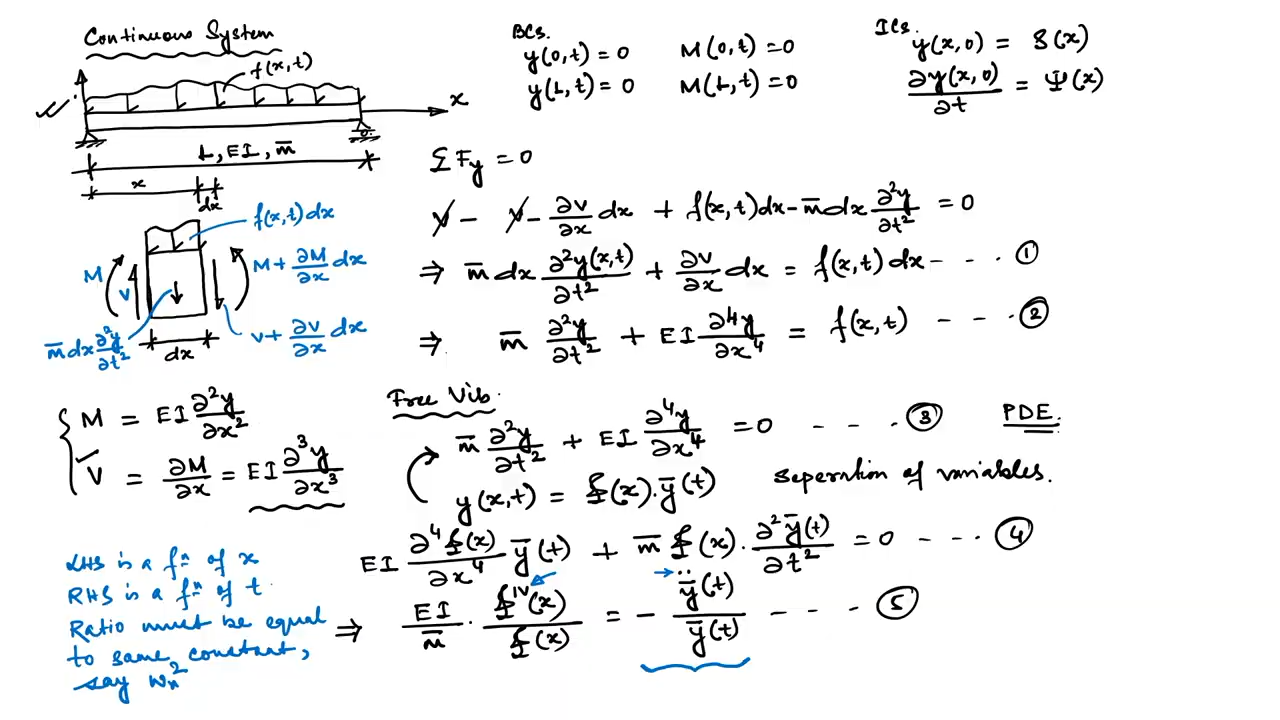 Continuous System
f(x,t)
x
L, EI, m̅
x
dx
f(x,t)dx
M
V
M + ∂M/∂x dx
V + ∂V/∂x dx
m̅dx ∂²y/∂t²
dx
{ M = EI ∂²y/∂x²
V = ∂M/∂x = EI ∂³y/∂x³
LHS is a fⁿ of x
RHS is a fⁿ of t.
Ratio must be equal
to same constant,
say ωₙ²
BCs.
y(0,t) = 0 M(0,t) = 0
y(L,t) = 0 M(L,t) = 0
ICs.
y(x,0) = δ(x)
∂y(x,0)/∂t = Ψ(x)
ΣFy = 0
V - V - ∂V/∂x dx + f(x,t)dx - m̅dx ∂²y/∂t² = 0
⇒ m̅dx ∂²y(x,t)/∂t² + ∂V/∂x dx = f(x,t)dx - - - - ①
⇒ m̅ ∂²y/∂t² + EI ∂⁴y/∂x⁴ = f(x,t) - - - - ②
Free Vib.
m̅ ∂²y/∂t² + EI ∂⁴y/∂x⁴ = 0 - - - - ③ PDE.
y(x,t) = Φ(x).y̅(t) seperation of variables.
EI ∂⁴Φ(x)/∂x⁴ y̅(t) + m̅ Φ(x).∂²y̅(t)/∂t² = 0 - - - - ④
⇒ EI/m̅ . Φᴵⱽ(x)/Φ(x) = - ÿ̅(t)/y̅(t) - - - - ⑤